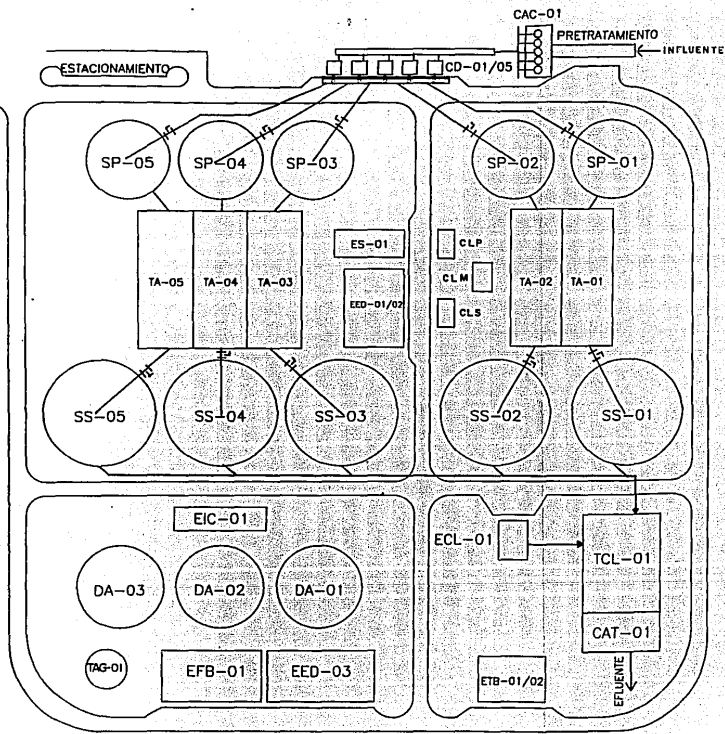 CAC-01
PRETRATAMIENTO
INFLUENTE
ESTACIONAMIENTO
CD-01/05
SP-05
SP-04
SP-03
SP-02
SP-01
ES-01
CLP
TA-05
TA-04
TA-03
EED-01/02
CLM
TA-02
TA-01
CLS
SS-05
SS-04
SS-03
SS-02
SS-01
EIC-01
ECL-01
TCL-01
DA-03
DA-02
DA-01
CAT-01
TAG-01
EFB-01
EED-03
ETB-01/02
EFLUENTE